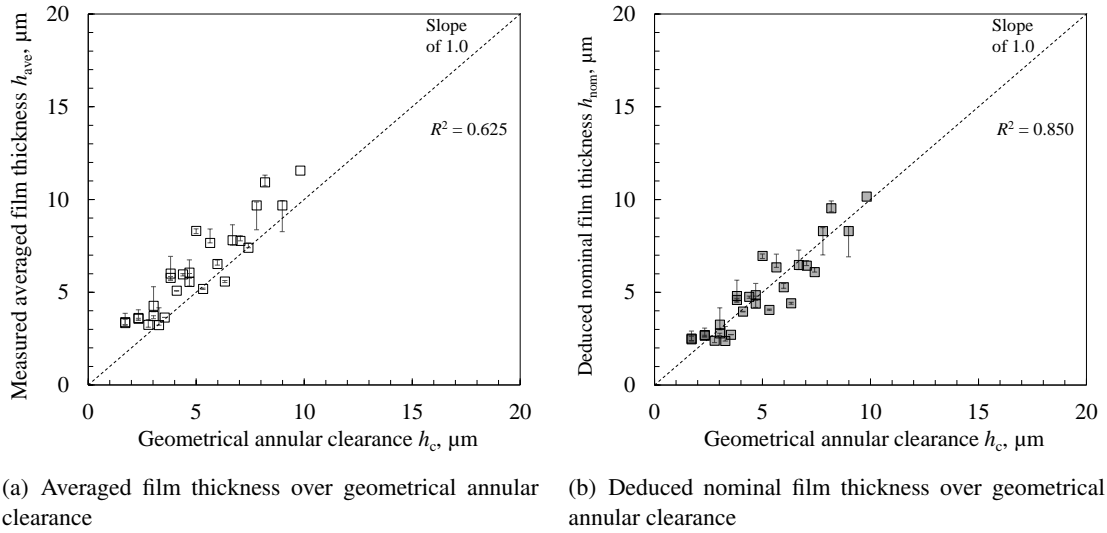 20
15
10
5
0
Measured averaged film thickness h_ave, μm
Slope
of 1.0
R² = 0.625
0 5 10 15 20
Geometrical annular clearance h_c, μm
(a) Averaged film thickness over geometrical annular
clearance
20
15
10
5
0
Deduced nominal film thickness h_nom, μm
Slope
of 1.0
R² = 0.850
0 5 10 15 20
Geometrical annular clearance h_c, μm
(b) Deduced nominal film thickness over geometrical
annular clearance